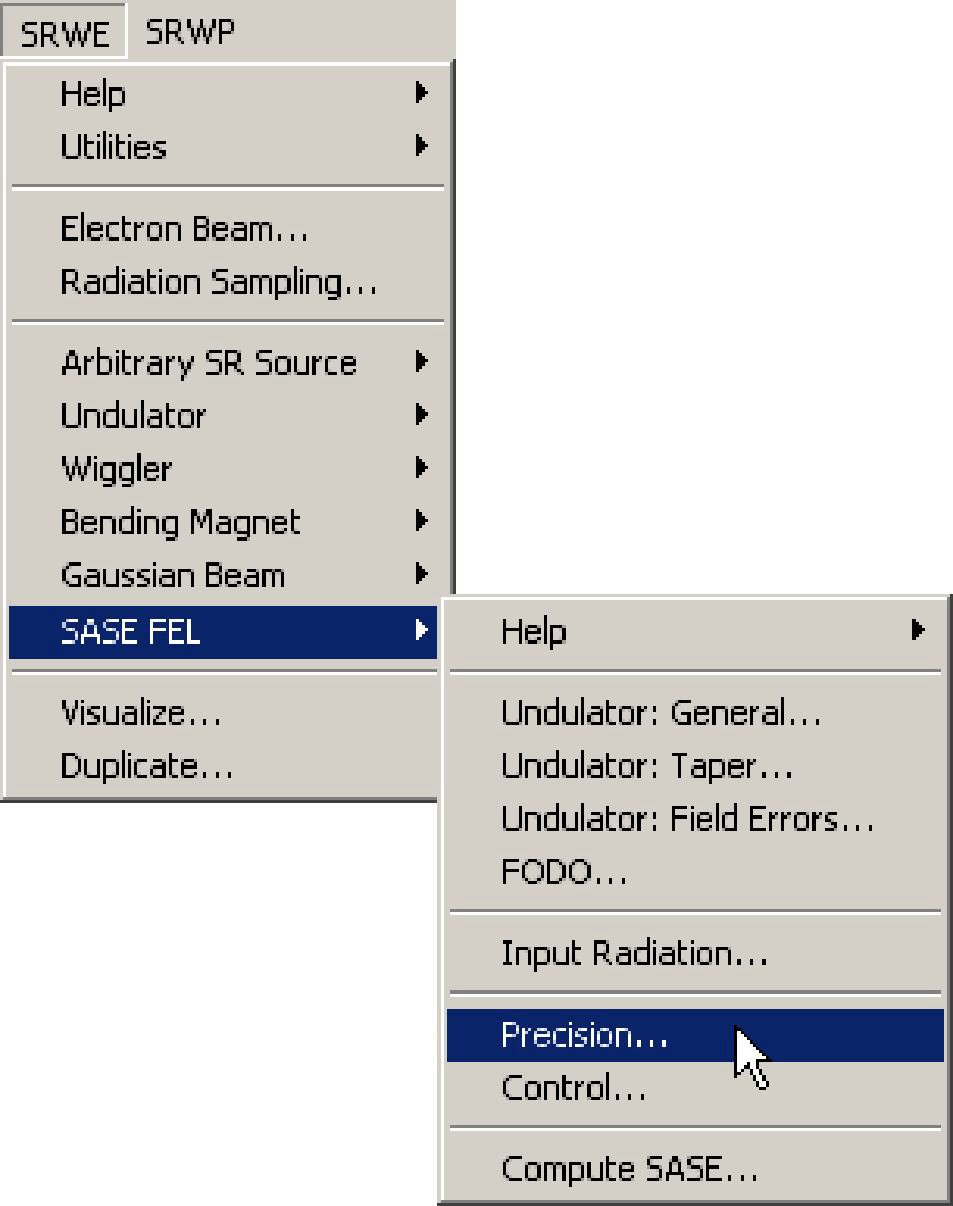 SRWE SRWP
Help
Utilities
Electron Beam...
Radiation Sampling...
Arbitrary SR Source
Undulator
Wiggler
Bending Magnet
Gaussian Beam
SASE FEL
Visualize...
Duplicate...
Help
Undulator: General...
Undulator: Taper...
Undulator: Field Errors...
FODO...
Input Radiation...
Precision...
Control...
Compute SASE...